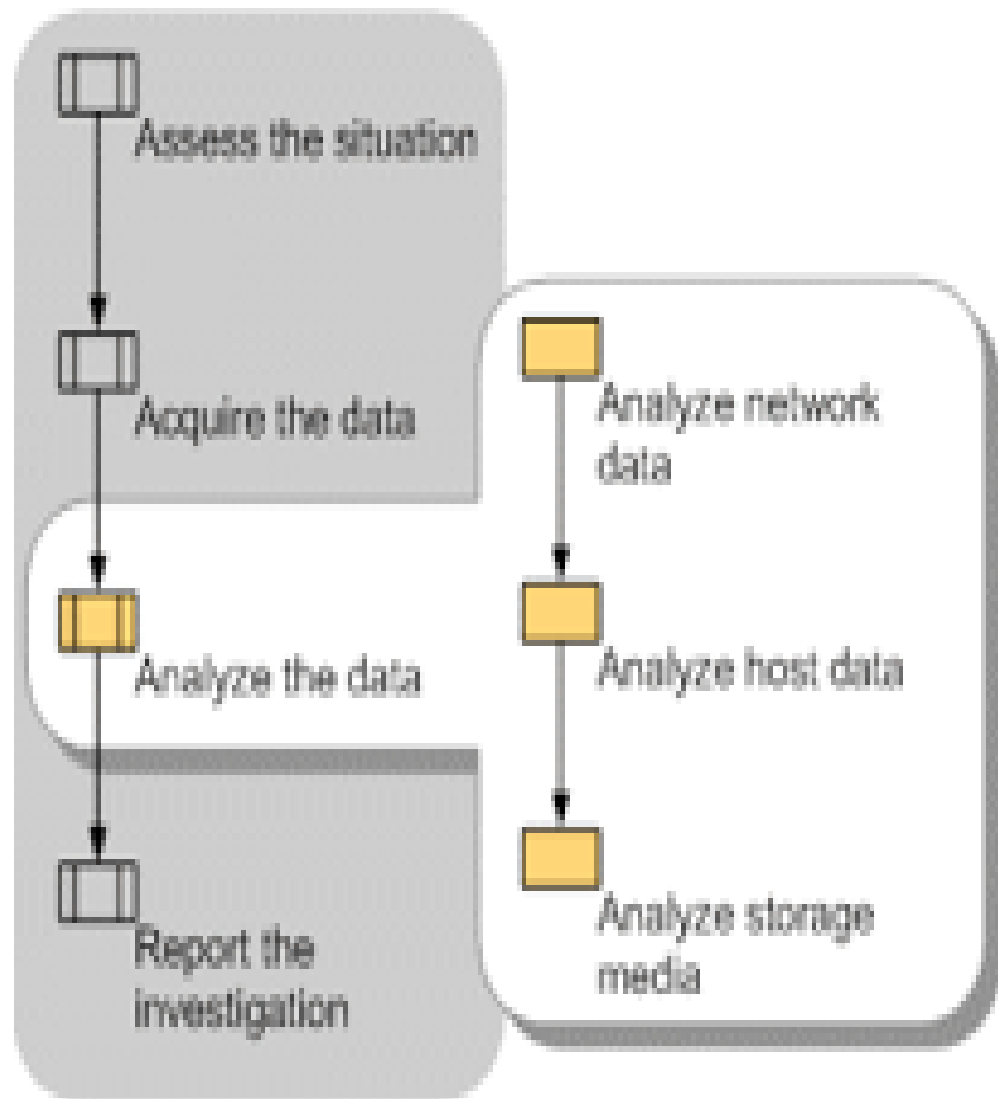 Assess the situation
Acquire the data
Analyze the data
Report the
investigation
Analyze network
data
Analyze host data
Analyze storage
media